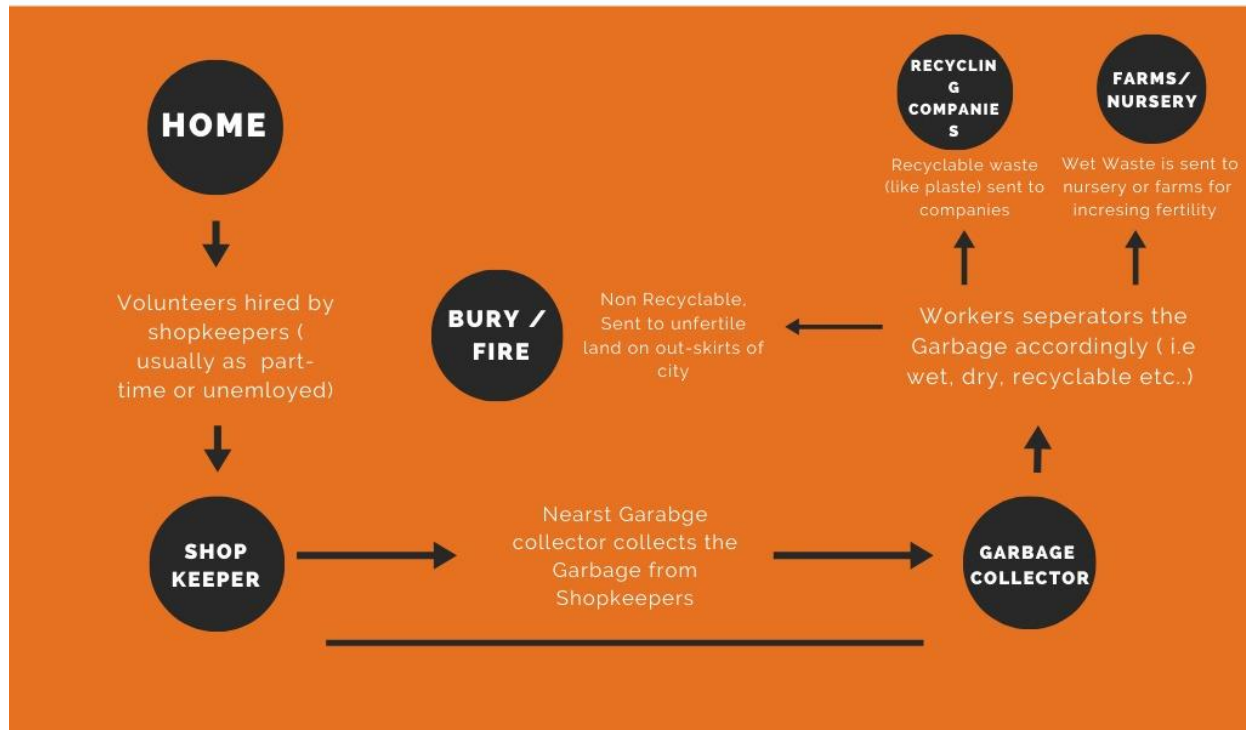 HOME
Volunteers hired by
shopkeepers (
usually as part-
time or unemloyed)
SHOP
KEEPER
Nearst Garabge
collector collects the
Garbage from
Shopkeepers
GARBAGE
COLLECTOR
Workers seperators the
Garbage accordingly ( i.e
wet, dry, recyclable etc..)
Non Recyclable,
Sent to unfertile
land on out-skirts of
city
BURY /
FIRE
RECYCLIN
G
COMPANIE
S
Recyclable waste
(like plaste) sent to
companies
FARMS/
NURSERY
Wet Waste is sent to
nursery or farms for
incresing fertility